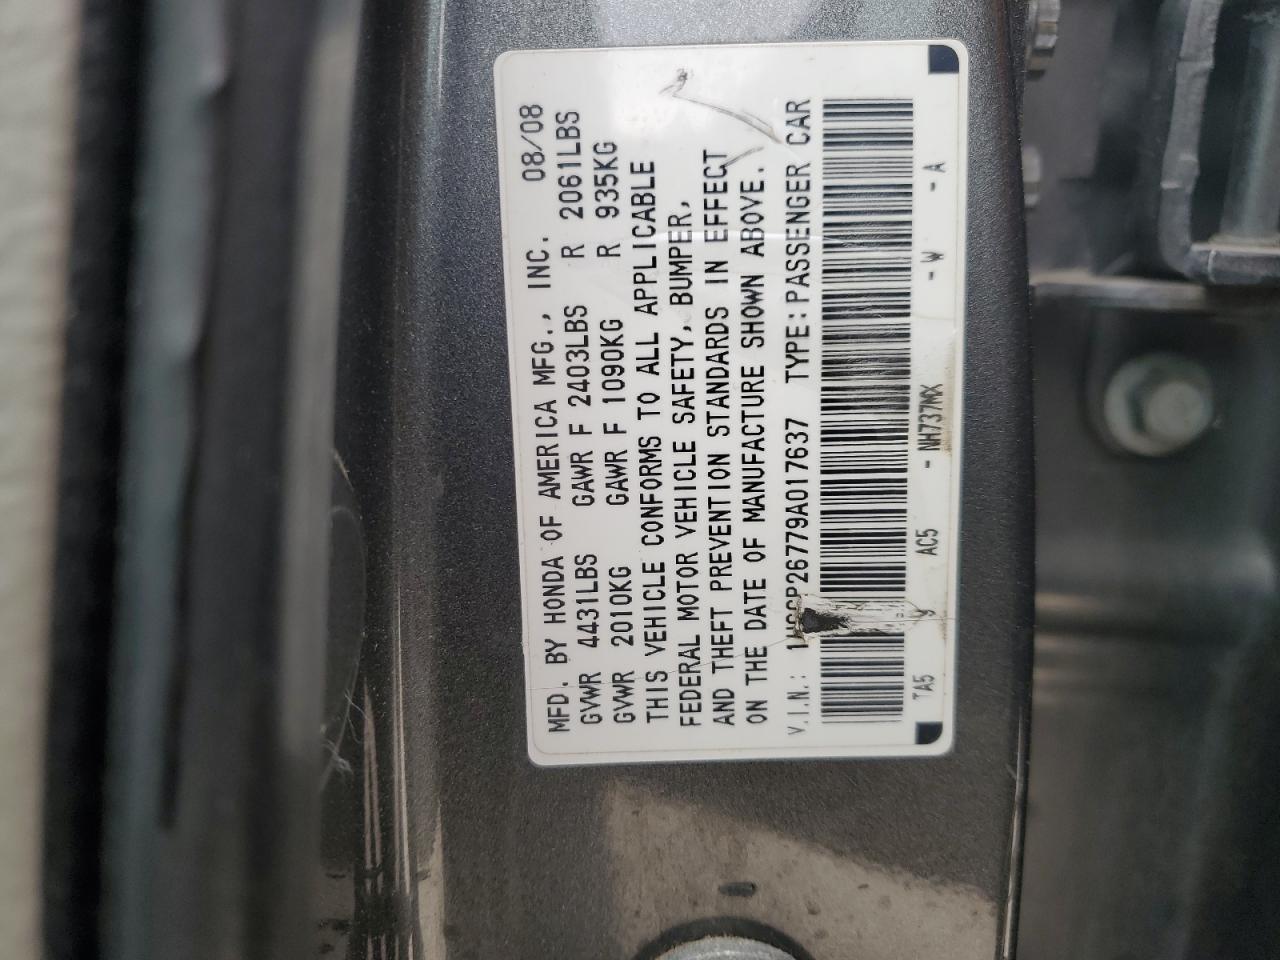 MFD. BY HONDA OF AMERICA MFG., INC. 08/08
GVWR 4431LBS GAWR F 2403LBS R 2061LBS
GVWR 2010KG GAWR F 1090KG R 935KG
THIS VEHICLE CONFORMS TO ALL APPLICABLE
FEDERAL MOTOR VEHICLE SAFETY, BUMPER,
AND THEFT PREVENTION STANDARDS IN EFFECT
ON THE DATE OF MANUFACTURE SHOWN ABOVE.
V.I.N.: TYPE:PASSENGER CAR
TA5 AC5 - NH737MX - W - A